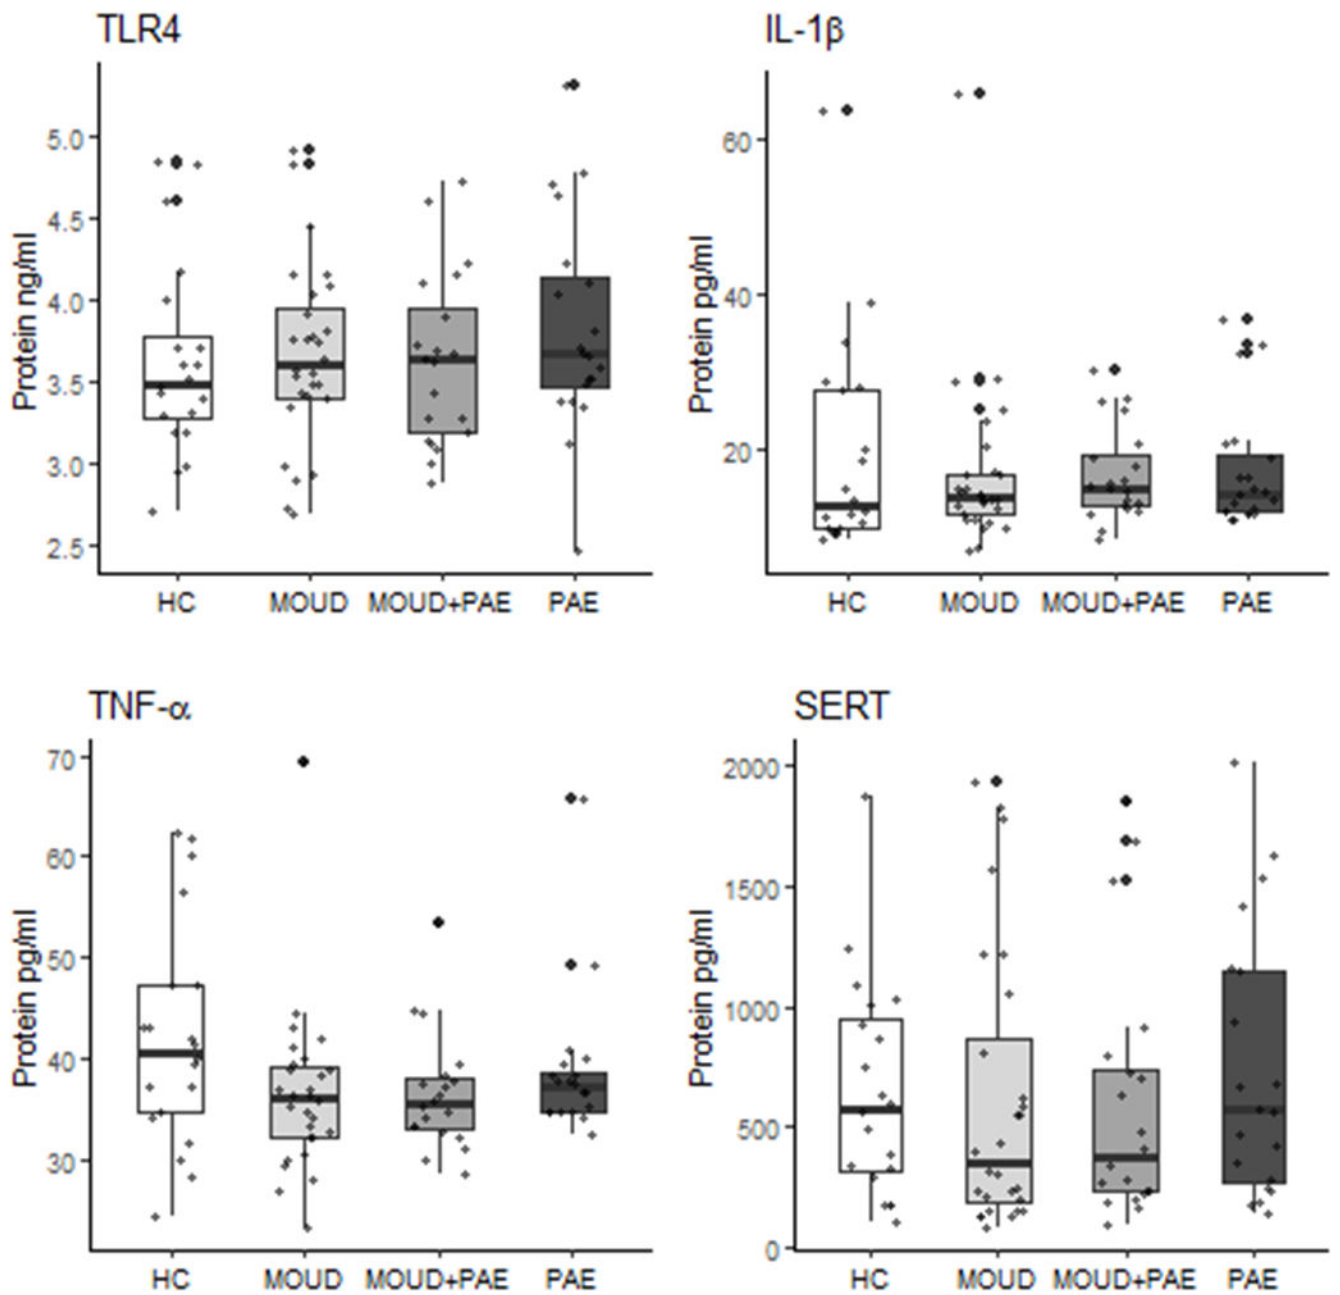 TLR4
Protein ng/ml
5.0
4.5
4.0
3.5
3.0
2.5
HC MOUD MOUD+PAE PAE
IL-1β
Protein pg/ml
60
40
20
HC MOUD MOUD+PAE PAE
TNF-α
Protein pg/ml
70
60
50
40
30
HC MOUD MOUD+PAE PAE
SERT
Protein pg/ml
2000
1500
1000
500
0
HC MOUD MOUD+PAE PAE